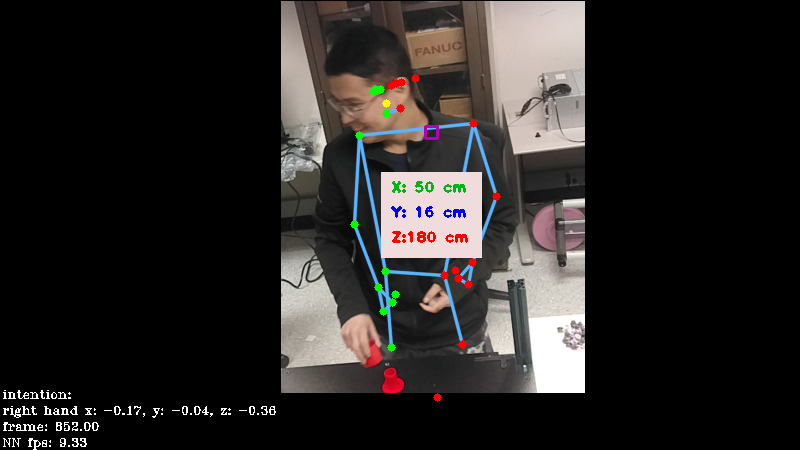 FANUC
X: 50 cm
Y: 16 cm
Z:180 cm
intention:
right hand x: -0.17, y: -0.04, z: -0.36
frame: 852.00
NN fps: 9.33